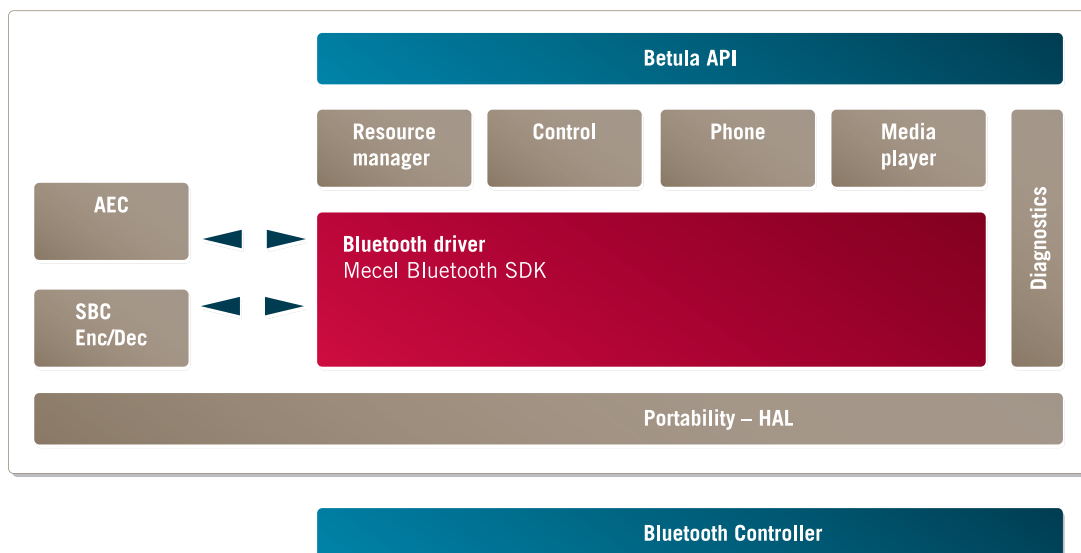 Betula API
Resource
manager
Control
Phone
Media
player
AEC
Bluetooth driver
Mecel Bluetooth SDK
Diagnostics
SBC
Enc/Dec
Portability – HAL
Bluetooth Controller